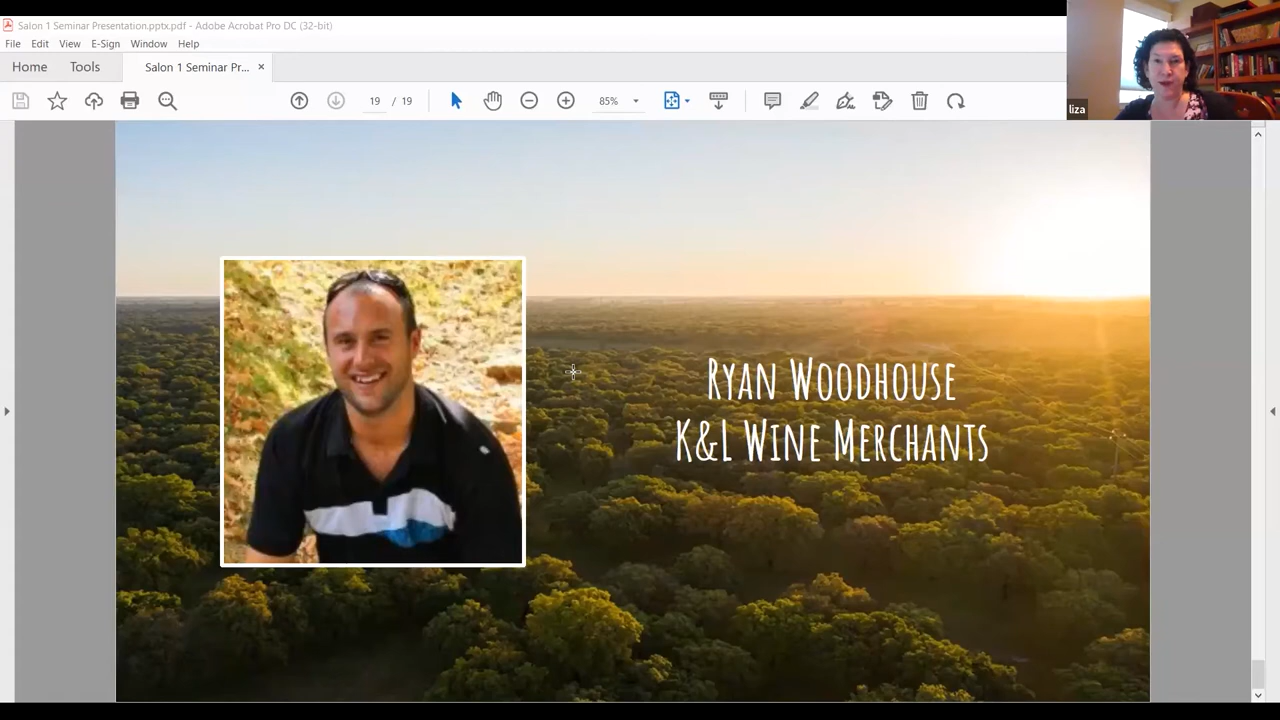 Salon 1 Seminar Presentation.pptx.pdf - Adobe Acrobat Pro DC (32-bit)
File Edit View E-Sign Window Help
Home Tools Salon 1 Seminar Pr... ×
19 / 19 85%
liza
Ryan Woodhouse
K&L Wine Merchants